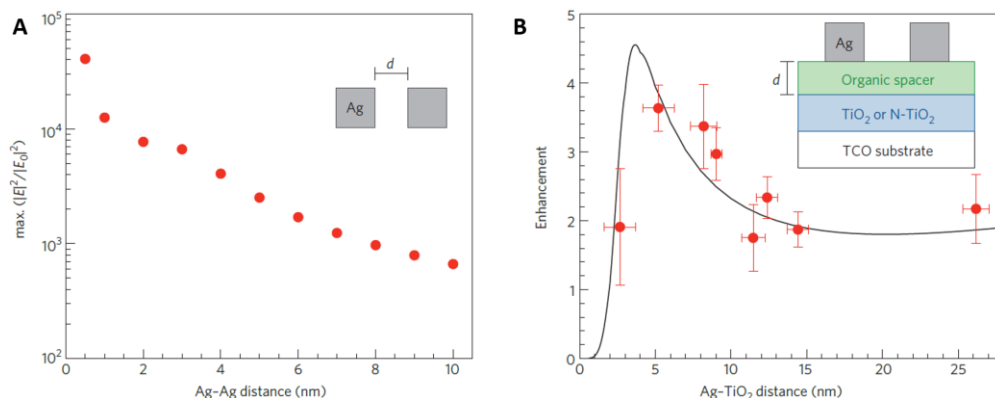 A
10⁵
10⁴
10³
10²
max. (|E|²/|E₀|²)
0
2
4
6
8
10
Ag–Ag distance (nm)
d
Ag
B
5
4
3
2
1
0
Enhancement
0
5
10
15
20
25
Ag–TiO₂ distance (nm)
Ag
d
Organic spacer
TiO₂ or N-TiO₂
TCO substrate